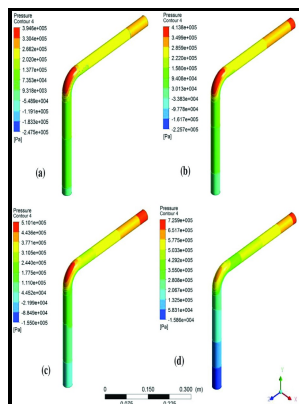 Pressure
Contour 4
3.946e+005
3.304e+005
2.662e+005
2.020e+005
1.377e+005
7.353e+004
9.318e+003
-5.489e+004
-1.191e+005
-1.833e+005
-2.475e+005
[Pa]
(a)
Pressure
Contour 4
4.138e+005
3.499e+005
2.859e+005
2.220e+005
1.580e+005
9.408e+004
3.013e+004
-3.383e+004
-9.778e+004
-1.617e+005
-2.257e+005
[Pa]
(b)
Pressure
Contour 4
5.101e+005
4.436e+005
3.771e+005
3.105e+005
2.440e+005
1.775e+005
1.110e+005
4.452e+004
-2.199e+004
-8.849e+004
-1.550e+005
[Pa]
(c)
Pressure
Contour 4
7.259e+005
6.517e+005
5.775e+005
5.033e+005
4.292e+005
3.550e+005
2.808e+005
2.067e+005
1.325e+005
5.831e+004
-1.586e+004
[Pa]
(d)
0 0.150 0.300 (m)
0.075 0.225